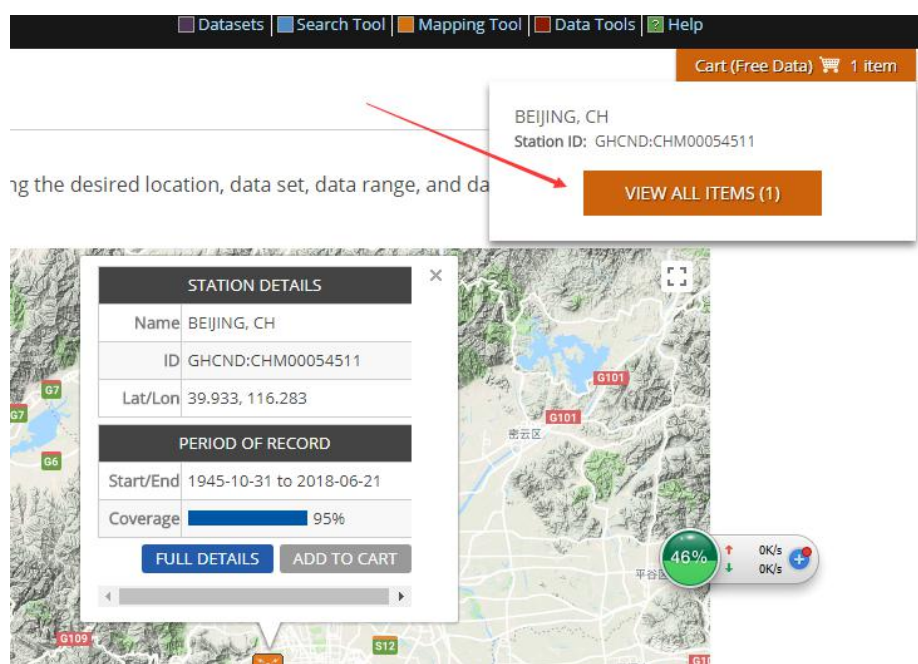 Datasets Search Tool Mapping Tool Data Tools ? Help
Cart (Free Data) 1 item
BEIJING, CH
Station ID: GHCND:CHM00054511
ng the desired location, data set, data range, and da
VIEW ALL ITEMS (1)
STATION DETAILS ×
Name BEIJING, CH
ID GHCND:CHM00054511
Lat/Lon 39.933, 116.283
PERIOD OF RECORD
Start/End 1945-10-31 to 2018-06-21
Coverage 95%
FULL DETAILS ADD TO CART
G7
G7
G6
G109
G101
G101
密云区
平谷区
S12
G10
46% 0K/s
0K/s